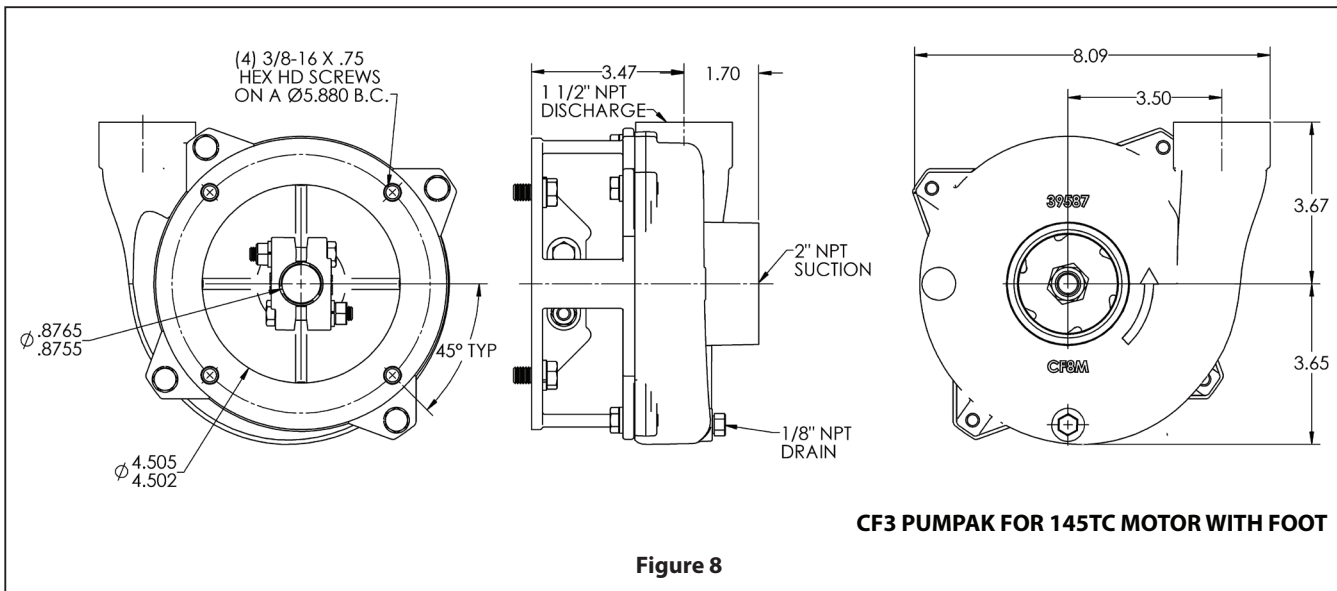 (4) 3/8-16 X .75
HEX HD SCREWS
ON A Ø5.880 B.C.
Ø .8765
.8755
45° TYP
Ø 4.505
4.502
3.47
1.70
1 1/2" NPT
DISCHARGE
2" NPT
SUCTION
1/8" NPT
DRAIN
8.09
3.50
3.67
3.65
39587
CF8M
CF3 PUMPAK FOR 145TC MOTOR WITH FOOT
Figure 8